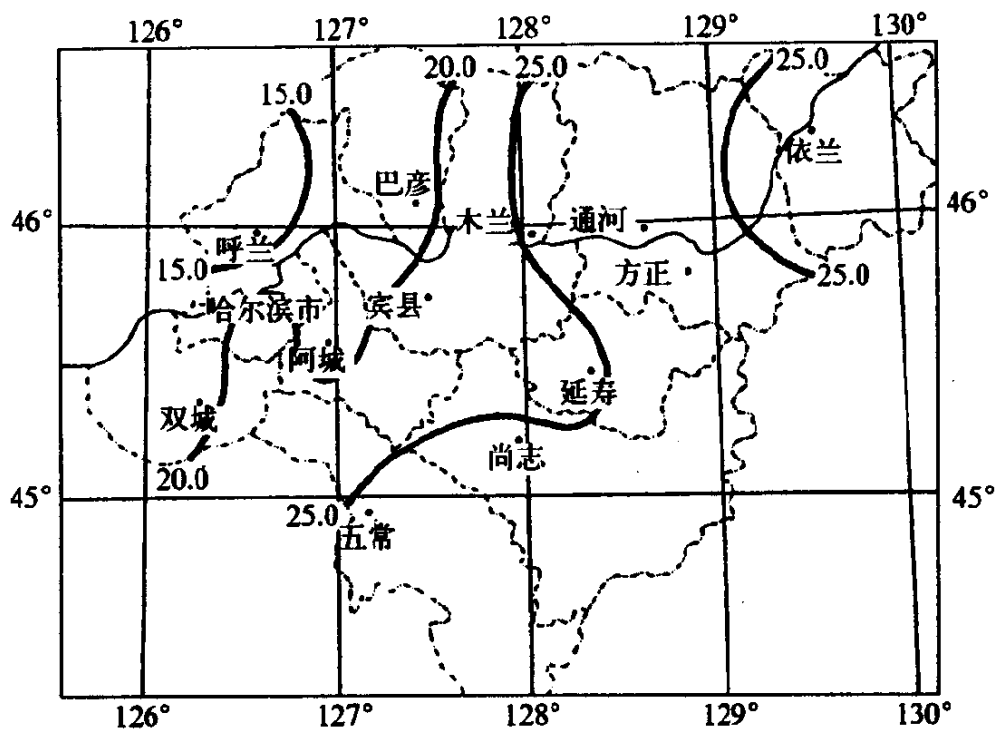 126° 127° 128° 129° 130°
20.0 25.0 25.0
15.0
依兰
巴彦
46° 木兰 通河 46°
呼兰
15.0 方正 25.0
哈尔滨市 宾县
阿城
延寿
双城
尚志
20.0
45° 45°
25.0
五常
126° 127° 128° 129° 130°